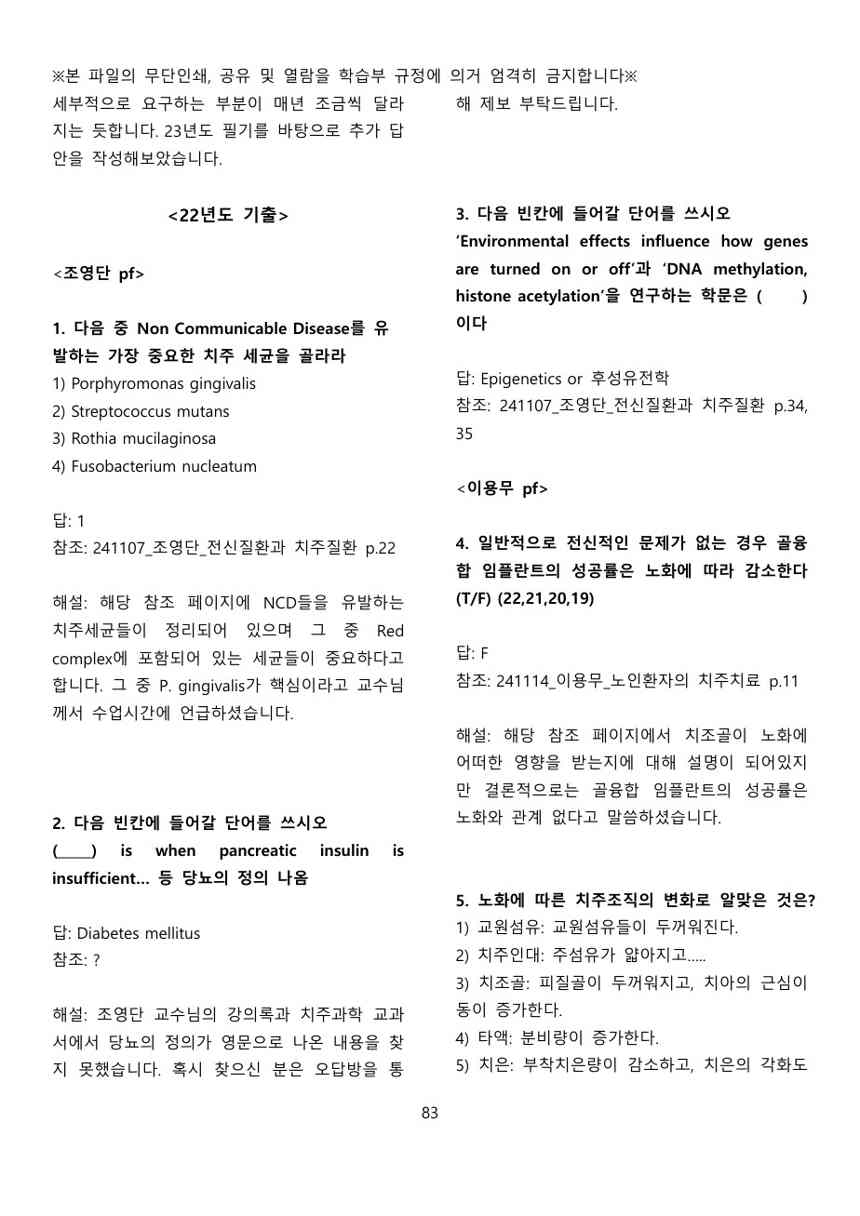 ※본 파일의 무단인쇄, 공유 및 열람을 학습부 규정에 의거 엄격히 금지합니다※
세부적으로 요구하는 부분이 매년 조금씩 달라
지는 듯합니다. 23년도 필기를 바탕으로 추가 답
안을 작성해보았습니다.
<22년도 기출>
<조영단 pf>
1. 다음 중 Non Communicable Disease를 유
발하는 가장 중요한 치주 세균을 골라라
1) Porphyromonas gingivalis
2) Streptococcus mutans
3) Rothia mucilaginosa
4) Fusobacterium nucleatum
답: 1
참조: 241107_조영단_전신질환과 치주질환 p.22
해설: 해당 참조 페이지에 NCD들을 유발하는
치주세균들이 정리되어 있으며 그 중 Red
complex에 포함되어 있는 세균들이 중요하다고
합니다. 그 중 P. gingivalis가 핵심이라고 교수님
께서 수업시간에 언급하셨습니다.
2. 다음 빈칸에 들어갈 단어를 쓰시오
(____) is when pancreatic insulin is
insufficient... 등 당뇨의 정의 나옴
답: Diabetes mellitus
참조: ?
해설: 조영단 교수님의 강의록과 치주과학 교과
서에서 당뇨의 정의가 영문으로 나온 내용을 찾
지 못했습니다. 혹시 찾으신 분은 오답방을 통
해 제보 부탁드립니다.
3. 다음 빈칸에 들어갈 단어를 쓰시오
‘Environmental effects influence how genes
are turned on or off’과 ‘DNA methylation,
histone acetylation’을 연구하는 학문은 (    )
이다
답: Epigenetics or 후성유전학
참조: 241107_조영단_전신질환과 치주질환 p.34,
35
<이용무 pf>
4. 일반적으로 전신적인 문제가 없는 경우 골융
합 임플란트의 성공률은 노화에 따라 감소한다
(T/F) (22,21,20,19)
답: F
참조: 241114_이용무_노인환자의 치주치료 p.11
해설: 해당 참조 페이지에서 치조골이 노화에
어떠한 영향을 받는지에 대해 설명이 되어있지
만 결론적으로는 골융합 임플란트의 성공률은
노화와 관계 없다고 말씀하셨습니다.
5. 노화에 따른 치주조직의 변화로 알맞은 것은?
1) 교원섬유: 교원섬유들이 두꺼워진다.
2) 치주인대: 주섬유가 얇아지고.....
3) 치조골: 피질골이 두꺼워지고, 치아의 근심이
동이 증가한다.
4) 타액: 분비량이 증가한다.
5) 치은: 부착치은량이 감소하고, 치은의 각화도
83